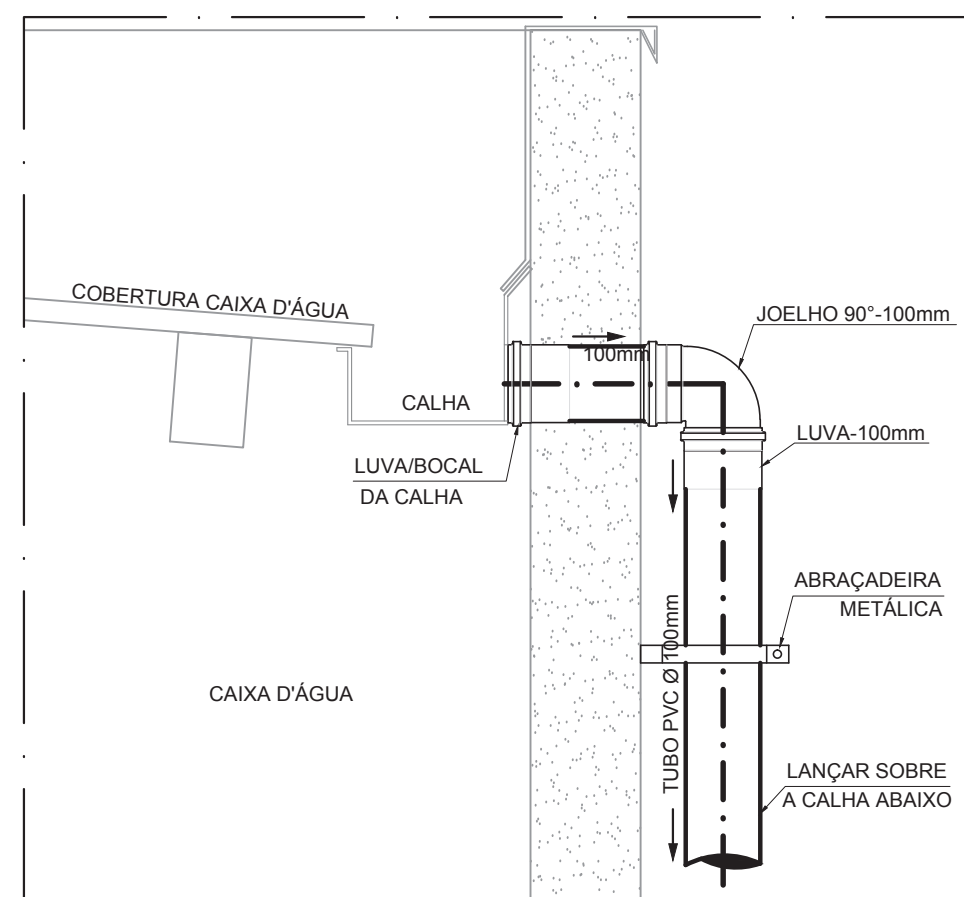 COBERTURA CAIXA D'ÁGUA
JOELHO 90°-100mm
100mm
CALHA
LUVA-100mm
LUVA/BOCAL
DA CALHA
ABRAÇADEIRA
METÁLICA
TUBO PVC Ø 100mm
CAIXA D'ÁGUA
LANÇAR SOBRE
A CALHA ABAIXO